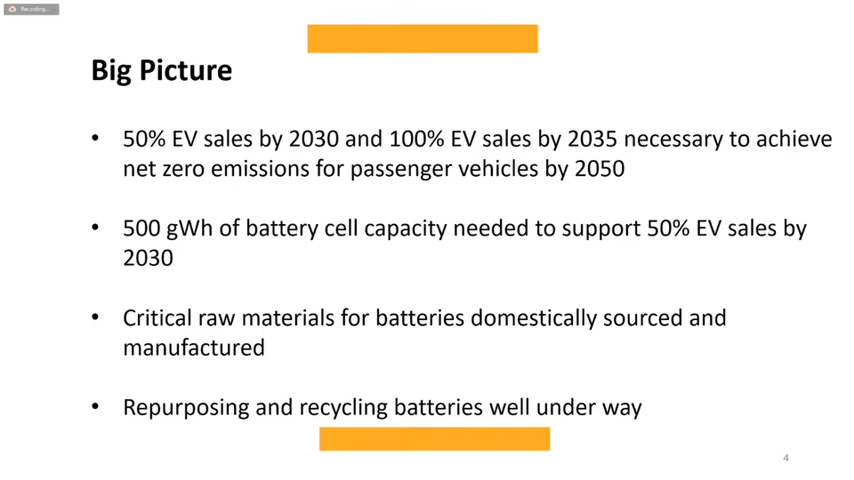 Recording...
Big Picture
• 50% EV sales by 2030 and 100% EV sales by 2035 necessary to achieve
net zero emissions for passenger vehicles by 2050
• 500 gWh of battery cell capacity needed to support 50% EV sales by
2030
• Critical raw materials for batteries domestically sourced and
manufactured
• Repurposing and recycling batteries well under way
4